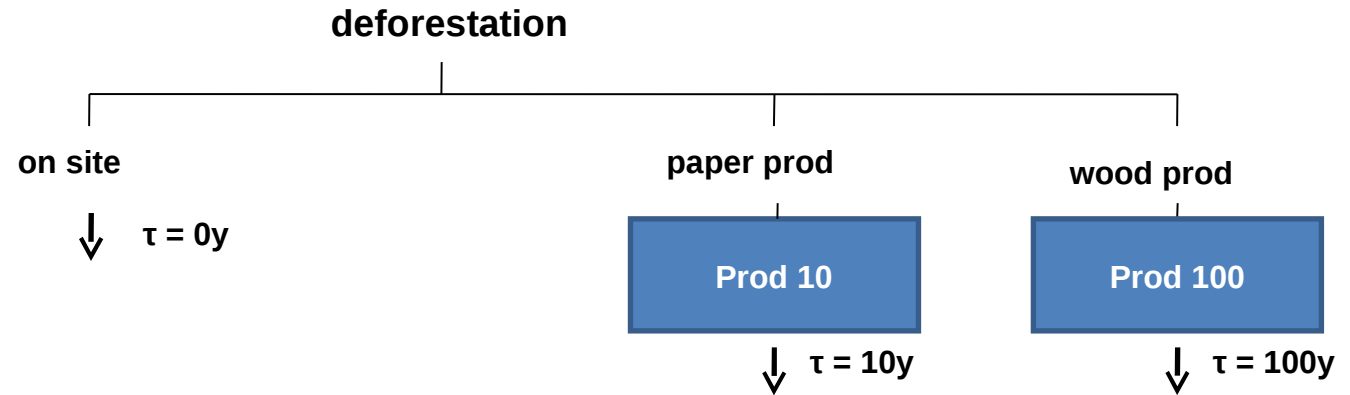 deforestation
on site
paper prod
wood prod
τ = 0y
Prod 10
Prod 100
τ = 10y
τ = 100y